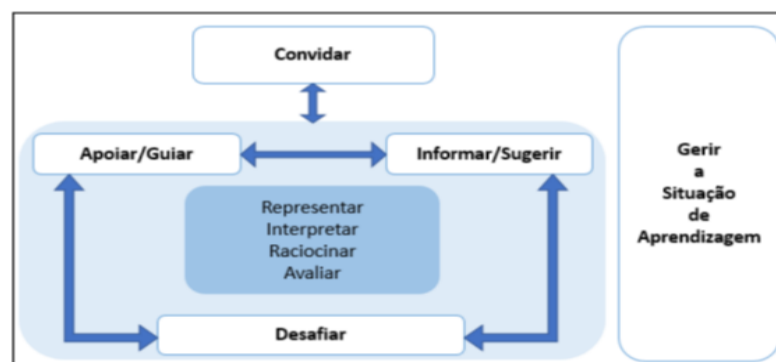 Convidar
Apoiar/Guiar
Informar/Sugerir
Representar
Interpretar
Raciocinar
Avaliar
Desafiar
Gerir
a
Situação
de
Aprendizagem